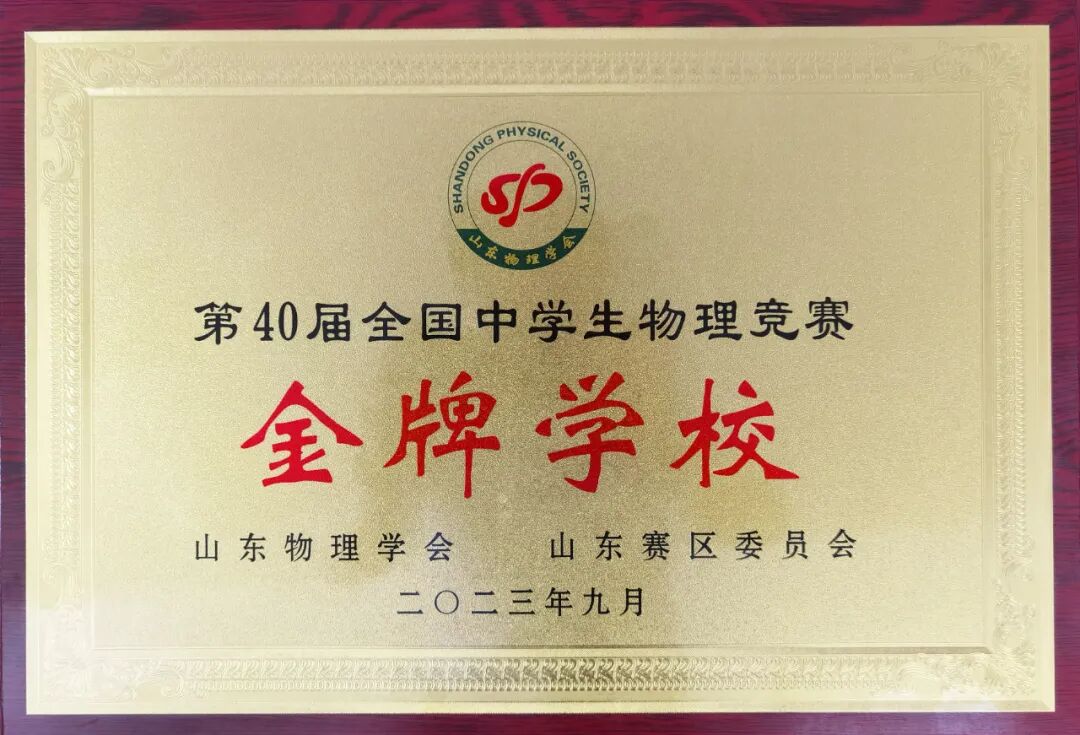 SHANDONG PHYSICAL SOCIETY
山东物理学会
第40届全国中学生物理竞赛
金牌学校
山东物理学会 山东赛区委员会
二〇二三年九月